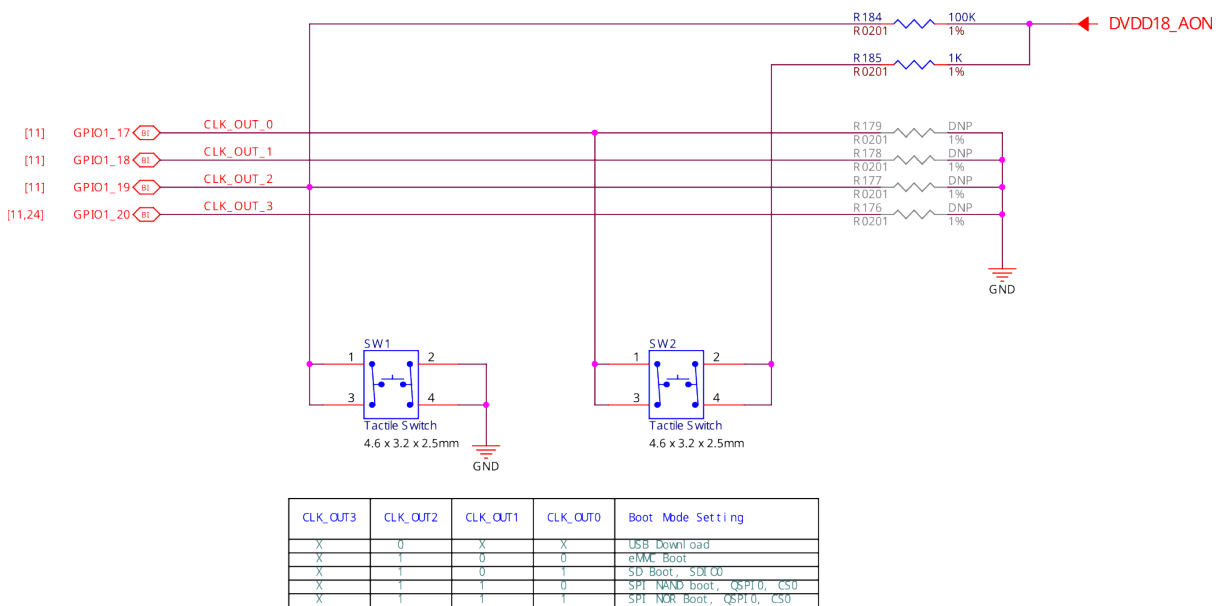 R184 100K
R0201 1%
DVDD18_AON
R185 1K
R0201 1%
[11] GPIO1_17 BI CLK_OUT_0 R179 DNP
R0201 1%
[11] GPIO1_18 BI CLK_OUT_1 R178 DNP
R0201 1%
[11] GPIO1_19 BI CLK_OUT_2 R177 DNP
R0201 1%
[11,24] GPIO1_20 BI CLK_OUT_3 R176 DNP
R0201 1%
GND
SW1
1 2
3 4
Tactile Switch
4.6 x 3.2 x 2.5mm
GND
SW2
1 2
3 4
Tactile Switch
4.6 x 3.2 x 2.5mm
CLK_OUT3 CLK_OUT2 CLK_OUT1 CLK_OUT0 Boot Mode Setting
X 0 X X USB Download
X 1 0 0 eMMC Boot
X 1 0 1 SD Boot, SDIO0
X 1 1 0 SPI NAND boot, QSPI0, CS0
X 1 1 1 SPI NOR Boot, QSPI0, CS0